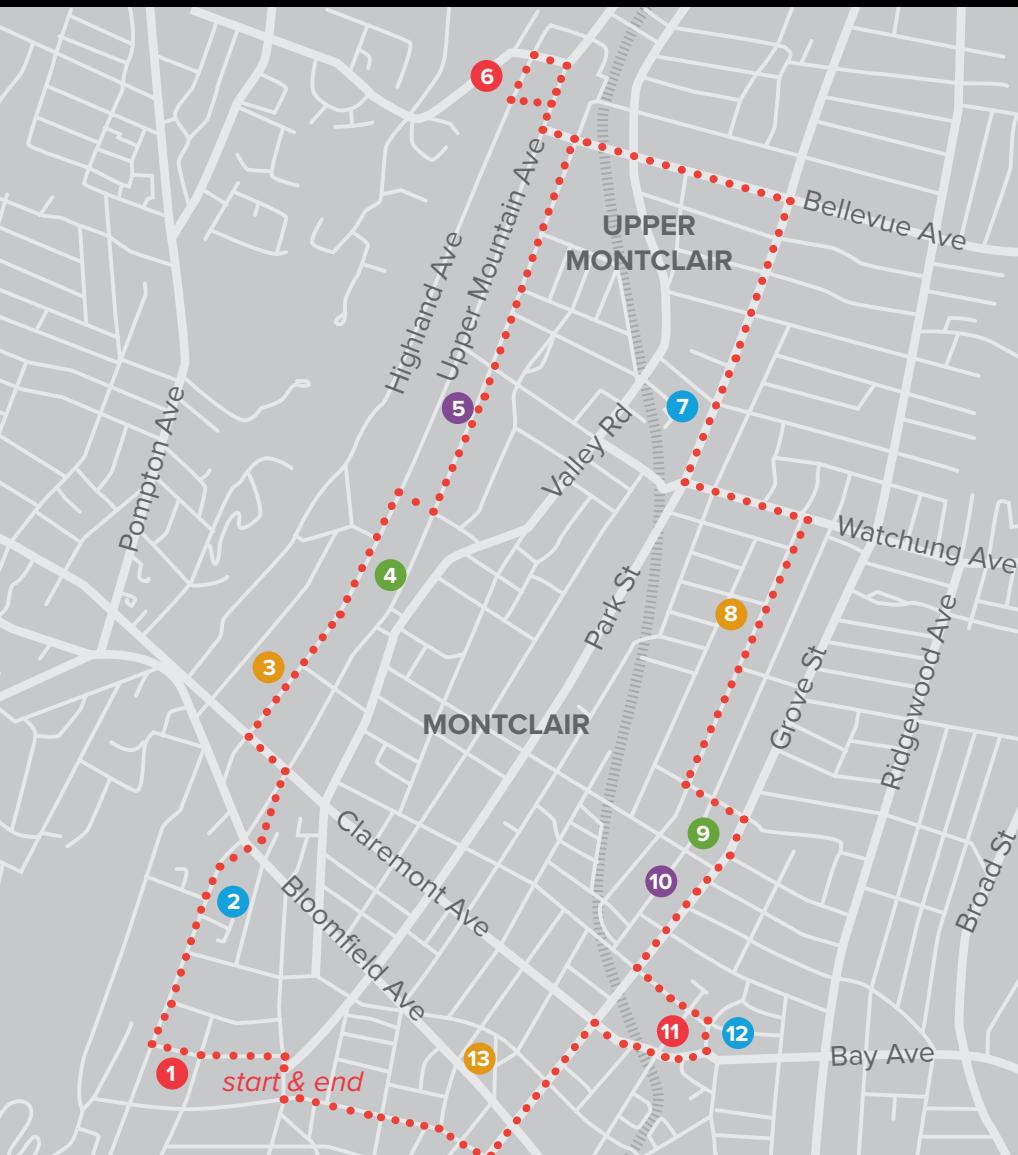 6
Bellevue Ave
UPPER
MONTCLAIR
Highland Ave
Upper Mountain Ave
5
7
Pompton Ave
Valley Rd
Watchung Ave
4
Park St
8
Ridgewood Ave
3
Grove St
MONTCLAIR
Claremont Ave
9
10
Broad St
2
Bloomfield Ave
11
12
13
Bay Ave
1
start & end